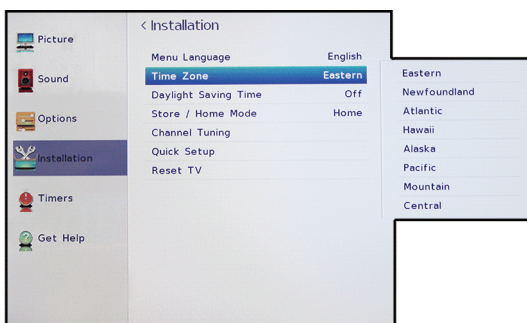 Picture
Sound
Options
Installation
Timers
Get Help
< Installation
Menu Language English
Time Zone Eastern
Daylight Saving Time Off
Store / Home Mode Home
Channel Tuning
Quick Setup
Reset TV
Eastern
Newfoundland
Atlantic
Hawaii
Alaska
Pacific
Mountain
Central